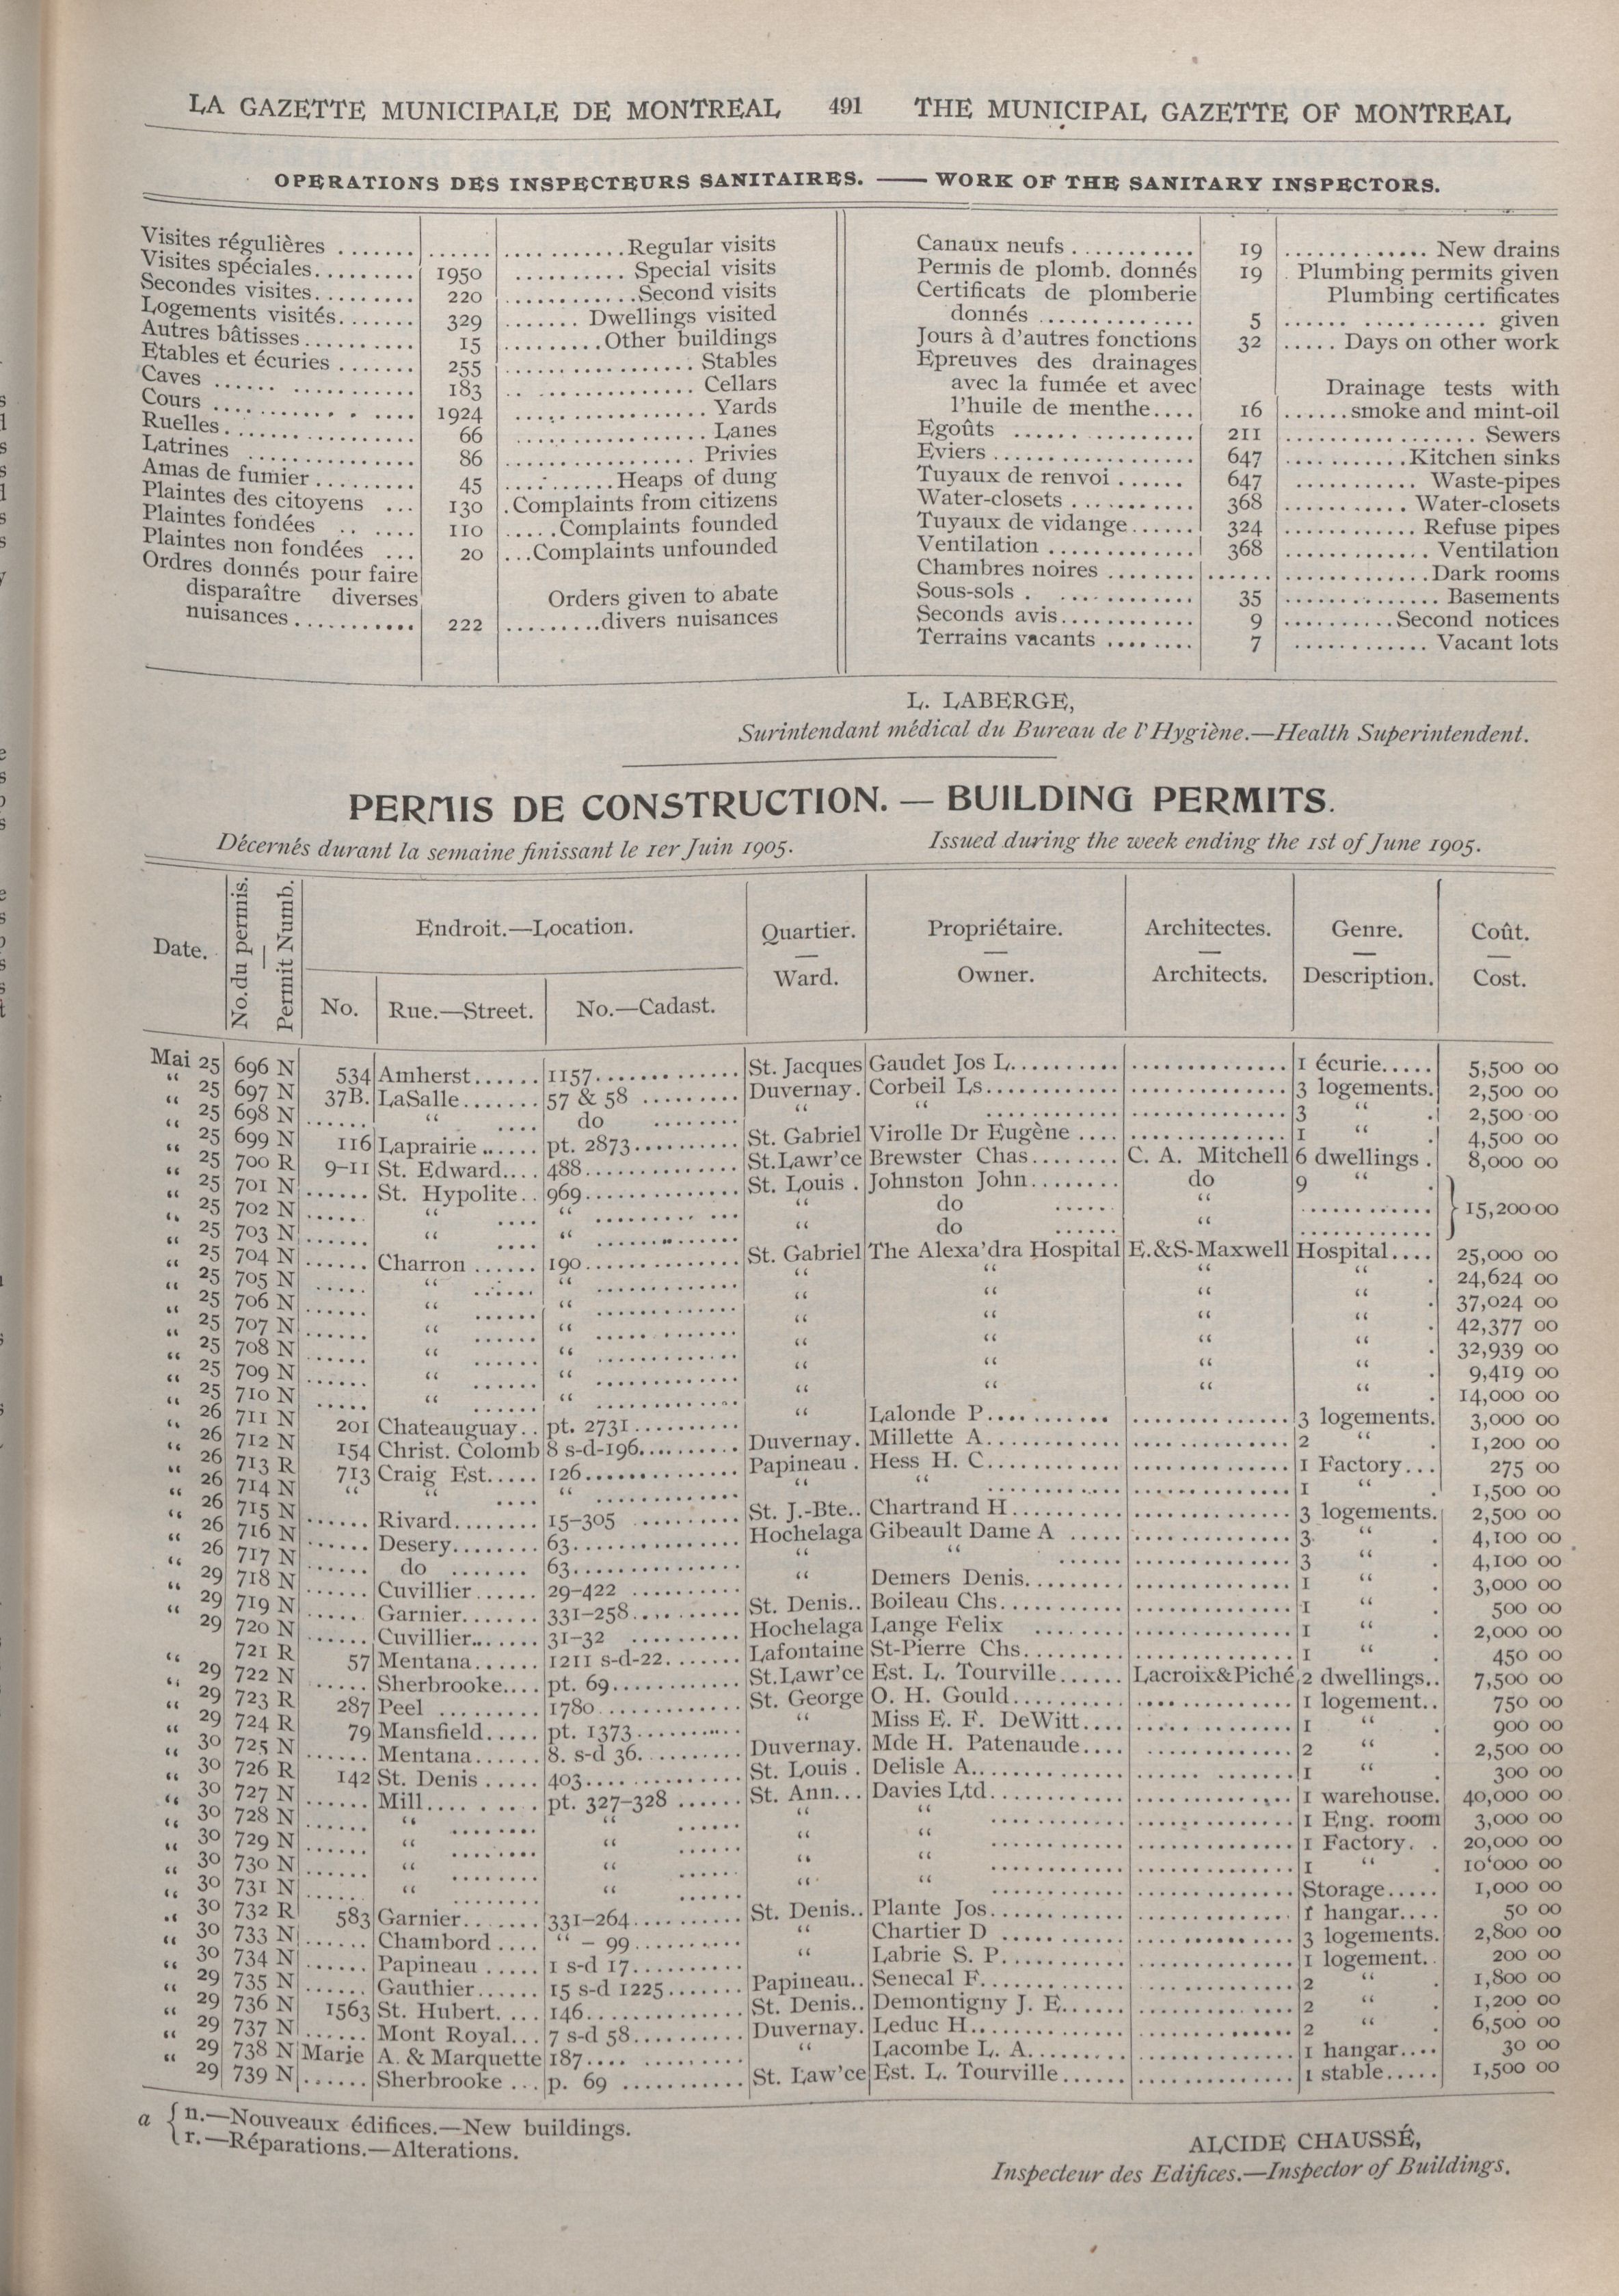 LA GAZETTE MUNICIPALE DE MONTREAL 491 THE MUNICIPAL GAZETTE OF MONTREAL
OPERATIONS DES INSPECTEURS SANITAIRES. —— WORK OF THE SANITARY INSPECTORS.
Visites régulières ....... ...... ............Regular visits
Visites spéciales......... 1950 .......... Special visits
Secondes visites......... 220 ............Second visits
Logements visités....... 329 ....... Dwellings visited
Autres bâtisses.......... 15 .........Other buildings
Etables et écuries ....... 255 ................. Stables
Caves ...... ........... 183 ................ Cellars
Cours .................. 1924 ................. Yards
Ruelles................. 66 ................. Lanes
Latrines ............... 86 ................. Privies
Amas de fumier ......... 45 ..........Heaps of dung
Plaintes des citoyens ... 130 .Complaints from citizens
Plaintes fondées .. .... 110 .....Complaints founded
Plaintes non fondées ... 20 ...Complaints unfounded
Ordres donnés pour faire
disparaître diverses Orders given to abate
nuisances........... 222 .........divers nuisances
Canaux neufs ........... 19 ............. New drains
Permis de plomb. donnés 19 . Plumbing permits given
Certificats de plomberie Plumbing certificates
donnés .............. 5 ...... ........... given
Jours à d'autres fonctions 32 ..... Days on other work
Epreuves des drainages
avec la fumée et avec Drainage tests with
l'huile de menthe.... 16 ......smoke and mint-oil
Egoûts ................ 211 ................. Sewers
Eviers .................. 647 ...........Kitchen sinks
Tuyaux de renvoi ...... 647 ........... Waste-pipes
Water-closets ........... 368 ........... Water-closets
Tuyaux de vidange...... 324 ............ Refuse pipes
Ventilation ............. 368 ............. Ventilation
Chambres noires ........ ...... .............Dark rooms
Sous-sols . ............ 35 .............. Basements
Seconds avis............ 9 ..........Second notices
Terrains vacants ........ 7 ............ Vacant lots
L. LABERGE,
Surintendant médical du Bureau de l'Hygiène.—Health Superintendent.
PERMIS DE CONSTRUCTION. — BUILDING PERMITS.
Décernés durant la semaine finissant le 1er Juin 1905. Issued during the week ending the 1st of June 1905.
Date. No. du permis. — Permit Numb. Endroit.—Location. Quartier. — Ward. Propriétaire. — Owner. Architectes. — Architects. Genre. — Description. Coût. — Cost.
No. Rue.—Street. No.—Cadast.
Mai 25 696 N 534 Amherst...... 1157............. St. Jacques Gaudet Jos L.......... .............. 1 écurie..... 5,500 00
“ 25 697 N 37B. LaSalle....... 57 & 58 ......... Duvernay. Corbeil Ls............ .............. 3 logements. 2,500 00
“ 25 698 N ...... “ .... do ........ “ “ .......... .............. 3 “ . 2,500 00
“ 25 699 N 116 Laprairie ...... pt. 2873.......... St. Gabriel Virolle Dr Eugène .... .............. 1 “ . 4,500 00
“ 25 700 R 9-11 St. Edward.... 488.............. St.Lawr'ce Brewster Chas........ C. A. Mitchell 6 dwellings . 8,000 00
“ 25 701 N ...... St. Hypolite.. 969.............. St. Louis . Johnston John........ do 9 “ .
“ 25 702 N ...... “ .... “ ......... ... “ do ...... “ ............ } 15,200 00
“ 25 703 N ...... “ .... “ ............. “ do ...... “ ............
“ 25 704 N ...... Charron ...... 190.............. St. Gabriel The Alexa'dra Hospital E.&S-Maxwell Hospital.... 25,000 00
“ 25 705 N ..... “ ...... “ ............. “ “ “ “ . 24,624 00
“ 25 706 N ...... “ ...... “ ............. “ “ “ “ . 37,024 00
“ 25 707 N ...... “ ...... “ ............. “ “ “ “ . 42,377 00
“ 25 708 N ...... “ ...... “ ............. “ “ “ “ . 32,939 00
“ 25 709 N ...... “ ...... “ ............. “ “ “ “ . 9,419 00
“ 25 710 N ..... “ ...... “ ............. “ “ “ “ . 14,000 00
“ 26 711 N 201 Chateauguay.. pt. 2731.......... “ Lalonde P............ .............. 3 logements. 3,000 00
“ 26 712 N 154 Christ. Colomb 8 s-d-196.......... Duvernay. Millette A............ .............. 2 “ . 1,200 00
“ 26 713 R 713 Craig Est..... 126.............. Papineau . Hess H. C............ .............. 1 Factory... 275 00
“ 26 714 N “ “ .... “ ............. “ “ .......... .............. 1 “ . 1,500 00
“ 26 715 N ...... Rivard........ 15-305 .......... St. J.-Bte.. Chartrand H.......... .............. 3 logements. 2,500 00
“ 26 716 N ...... Desery........ 63............... Hochelaga Gibeault Dame A ..... .............. 3 “ . 4,100 00
“ 26 717 N ...... do ....... 63............... “ “ ...... .............. 3 “ . 4,100 00
“ 29 718 N ...... Cuvillier...... 29-422 .......... “ Demers Denis......... .............. 1 “ . 3,000 00
“ 29 719 N ...... Garnier....... 331-258.......... St. Denis.. Boileau Chs........... .............. 1 “ . 500 00
29 720 N ...... Cuvillier....... 31-32 .......... Hochelaga Lange Felix ........ .............. 1 “ . 2,000 00
“ 721 R 57 Mentana...... 1211 s-d-22....... Lafontaine St-Pierre Chs......... .............. 1 “ . 450 00
“ 29 722 N ..... Sherbrooke.... pt. 69............ St.Lawr'ce Est. L. Tourville...... Lacroix&Piché 2 dwellings.. 7,500 00
“ 29 723 R 287 Peel ......... 1780............. St. George O. H. Gould.......... .............. 1 logement.. 750 00
“ 29 724 R 79 Mansfield..... pt. 1373.......... “ Miss E. F. DeWitt.... .............. 1 “ . 900 00
“ 30 725 N ...... Mentana...... 8. s-d 36.......... Duvernay. Mde H. Patenaude.... ............. 2 “ . 2,500 00
“ 30 726 R 142 St. Denis ..... 403.............. St. Louis . Delisle A............. .............. 1 “ . 300 00
“ 30 727 N ...... Mill.... ..... pt. 327-328 ...... St. Ann... Davies Ltd............ .............. 1 warehouse. 40,000 00
“ 30 728 N ...... “ ........ “ ...... “ “ .......... .............. 1 Eng. room 3,000 00
“ 30 729 N ...... “ ........ “ ...... “ “ .......... .............. 1 Factory. . 20,000 00
“ 30 730 N ...... “ ........ “ ...... “ “ .......... .............. 1 “ . 10'000 00
“ 30 731 N ...... “ ........ “ ...... “ “ .......... .............. Storage..... 1,000 00
“ 30 732 R 583 Garnier....... 331-264.......... St. Denis.. Plante Jos............ .............. 1 hangar.... 50 00
“ 30 733 N ...... Chambord .... “ - 99.......... “ Chartier D ........... .............. 3 logements. 2,800 00
“ 30 734 N ...... Papineau ..... 1 s-d 17.......... “ Labrie S. P........... .............. 1 logement.. 200 00
“ 29 735 N ...... Gauthier...... 15 s-d 1225....... Papineau.. Senecal F............. .............. 2 “ . 1,800 00
“ 29 736 N 1563 St. Hubert.... 146.............. St. Denis.. Demontigny J. E...... .............. 2 “ . 1,200 00
“ 29 737 N ...... Mont Royal... 7 s-d 58.......... Duvernay. Leduc H............. .............. 2 “ . 6,500 00
“ 29 738 N Marie A. & Marquette 187.... ......... “ Lacombe L. A......... .............. 1 hangar.... 30 00
29 739 N ...... Sherbrooke ... p. 69 ........... St. Law'ce Est. L. Tourville...... .............. 1 stable..... 1,500 00
a { n.—Nouveaux édifices.—New buildings.
r.—Réparations.—Alterations.
ALCIDE CHAUSSÉ,
Inspecteur des Edifices.—Inspector of Buildings.